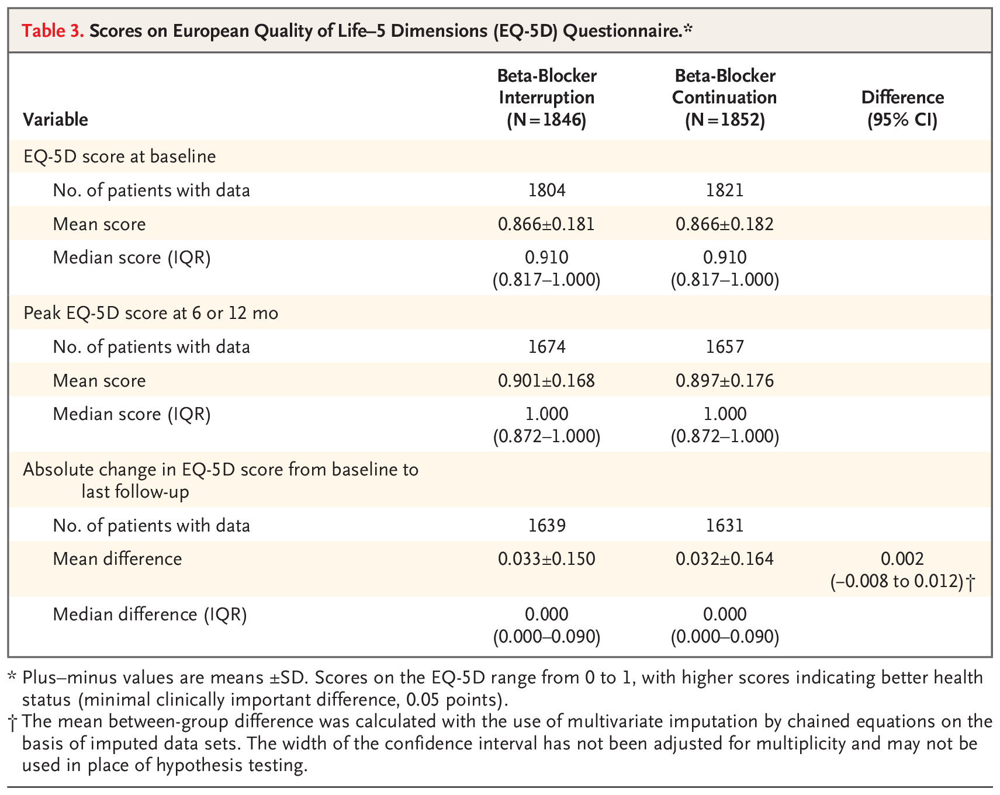 Table 3. Scores on European Quality of Life–5 Dimensions (EQ-5D) Questionnaire.*
Variable
Beta-Blocker
Interruption
(N=1846)
Beta-Blocker
Continuation
(N=1852)
Difference
(95% CI)
EQ-5D score at baseline
No. of patients with data 1804 1821
Mean score 0.866±0.181 0.866±0.182
Median score (IQR) 0.910 0.910
(0.817–1.000) (0.817–1.000)
Peak EQ-5D score at 6 or 12 mo
No. of patients with data 1674 1657
Mean score 0.901±0.168 0.897±0.176
Median score (IQR) 1.000 1.000
(0.872–1.000) (0.872–1.000)
Absolute change in EQ-5D score from baseline to
last follow-up
No. of patients with data 1639 1631
Mean difference 0.033±0.150 0.032±0.164 0.002
(–0.008 to 0.012)†
Median difference (IQR) 0.000 0.000
(0.000–0.090) (0.000–0.090)
* Plus–minus values are means ±SD. Scores on the EQ-5D range from 0 to 1, with higher scores indicating better health
status (minimal clinically important difference, 0.05 points).
† The mean between-group difference was calculated with the use of multivariate imputation by chained equations on the
basis of imputed data sets. The width of the confidence interval has not been adjusted for multiplicity and may not be
used in place of hypothesis testing.